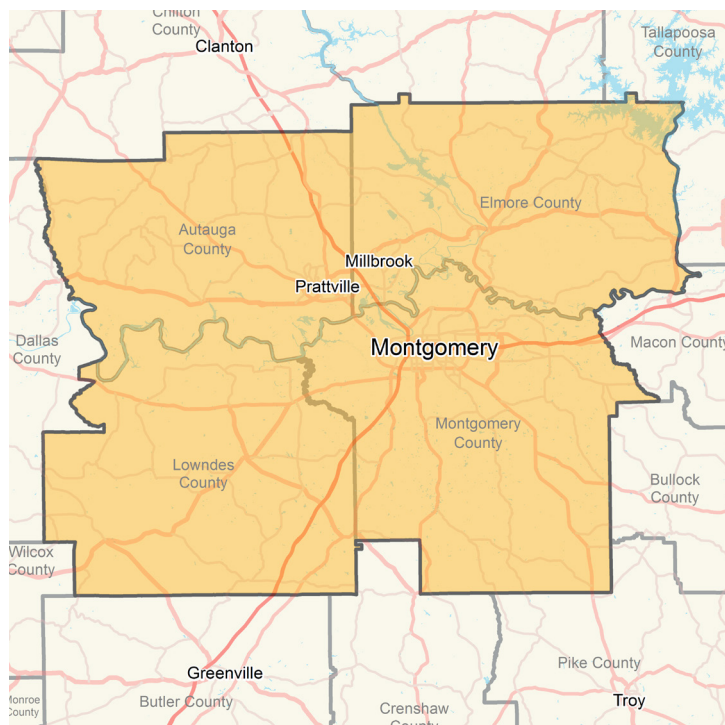 Chilton
County
Clanton
Tallapoosa
County
Elmore County
Autauga
County
Millbrook
Prattville
Dallas
County
Montgomery
Macon County
Montgomery
County
Lowndes
County
Bullock
County
Wilcox
County
Greenville
Pike County
Monroe
County
Butler County
Troy
Crenshaw
County